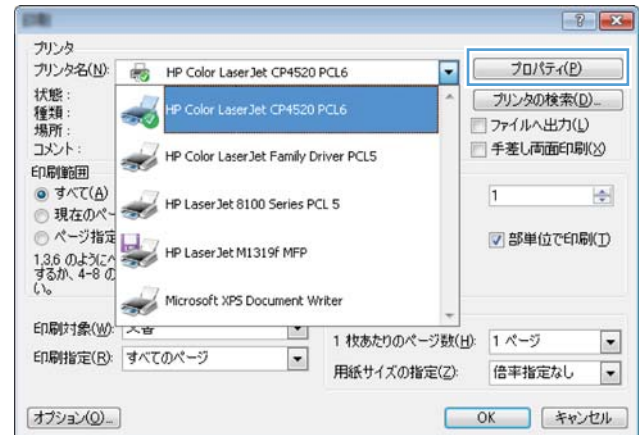 プリンタ
プリンタ名(N):
HP Color LaserJet CP4520 PCL6
プロパティ(P)
状態:
種類:
場所:
コメント:
HP Color LaserJet CP4520 PCL6
HP Color LaserJet Family Driver PCL5
HP LaserJet 8100 Series PCL 5
HP LaserJet M1319f MFP
Microsoft XPS Document Writer
プリンタの検索(D)...
ファイルへ出力(L)
手差し両面印刷(X)
印刷範囲
すべて(A)
現在のペー
ページ指定
1,3,6 のようにペ
するか、4-8 の
い。
1
部単位で印刷(T)
印刷対象(W):
印刷指定(R): すべてのページ
1 枚あたりのページ数(H): 1 ページ
用紙サイズの指定(Z): 倍率指定なし
オプション(O)...
OK
キャンセル